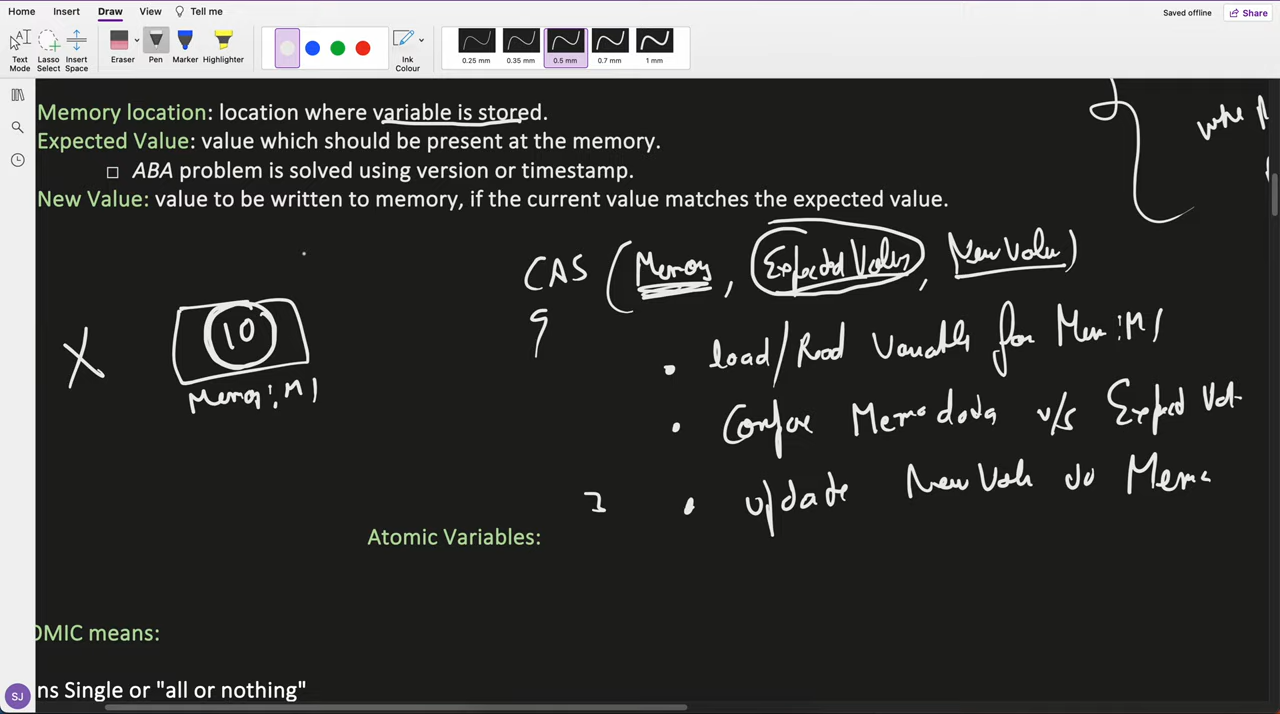 Home Insert Draw View Tell me Saved offline Share
Text Mode Lasso Select Insert Space Eraser Pen Marker Highlighter Ink Colour 0.25 mm 0.35 mm 0.5 mm 0.7 mm 1 mm
Memory location: location where variable is stored.
Expected Value: value which should be present at the memory.
ABA problem is solved using version or timestamp.
New Value: value to be written to memory, if the current value matches the expected value.
CAS (Memory, Expected Value, New Value)
X 10
Memory: M1
load/Read Variable for Mem: M1
Compare Memo data v/s Expect Val
update New Val to Memo
Atomic Variables:
OMIC means:
ns Single or "all or nothing"
SJ